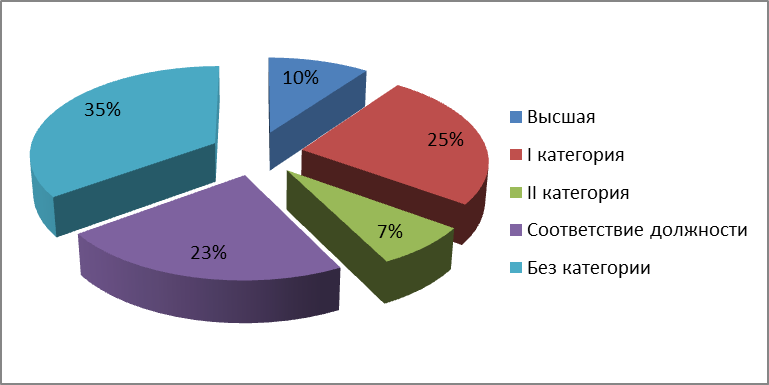 10%
25%
7%
23%
35%
Высшая
I категория
II категория
Соответствие должности
Без категории